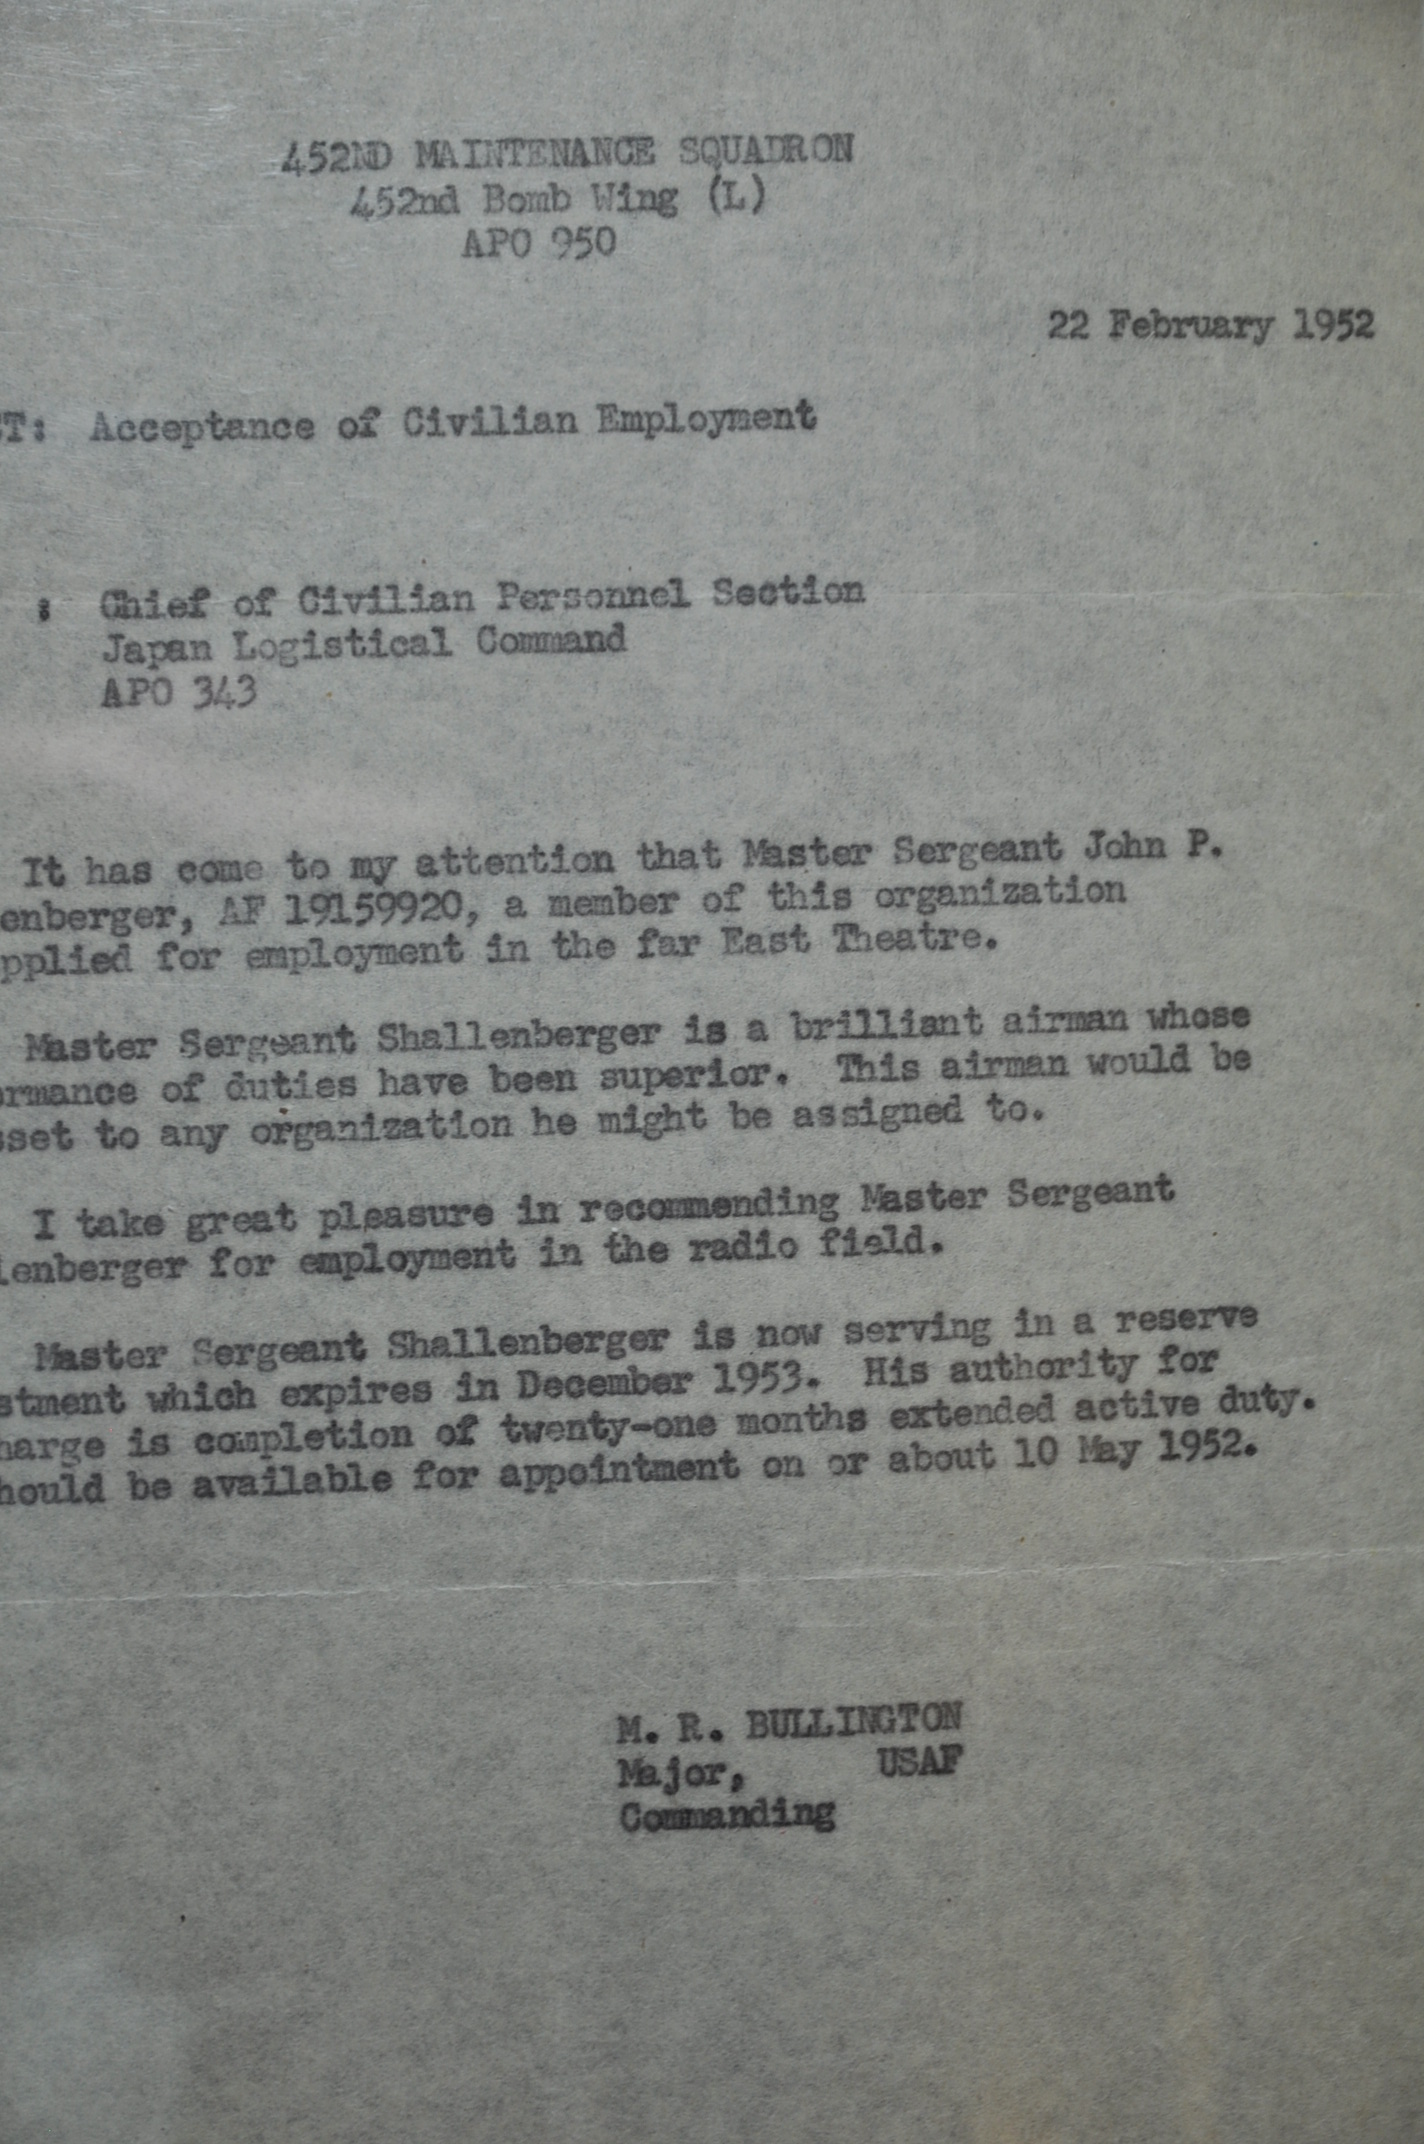 452ND MAINTENANCE SQUADRON
452nd Bomb Wing (L)
APO 950
22 February 1952
CT: Acceptance of Civilian Employment
: Chief of Civilian Personnel Section
Japan Logistical Command
APO 343
It has come to my attention that Master Sergeant John P.
enberger, AF 19159920, a member of this organization
pplied for employment in the far East Theatre.
Master Sergeant Shallenberger is a brilliant airman whose
ormance of duties have been superior. This airman would be
sset to any organization he might be assigned to.
I take great pleasure in recommending Master Sergeant
lenberger for employment in the radio field.
Master Sergeant Shallenberger is now serving in a reserve
stment which expires in December 1953. His authority for
harge is completion of twenty-one months extended active duty.
hould be available for appointment on or about 10 May 1952.
M. R. BULLINGTON
Major, USAF
Commanding